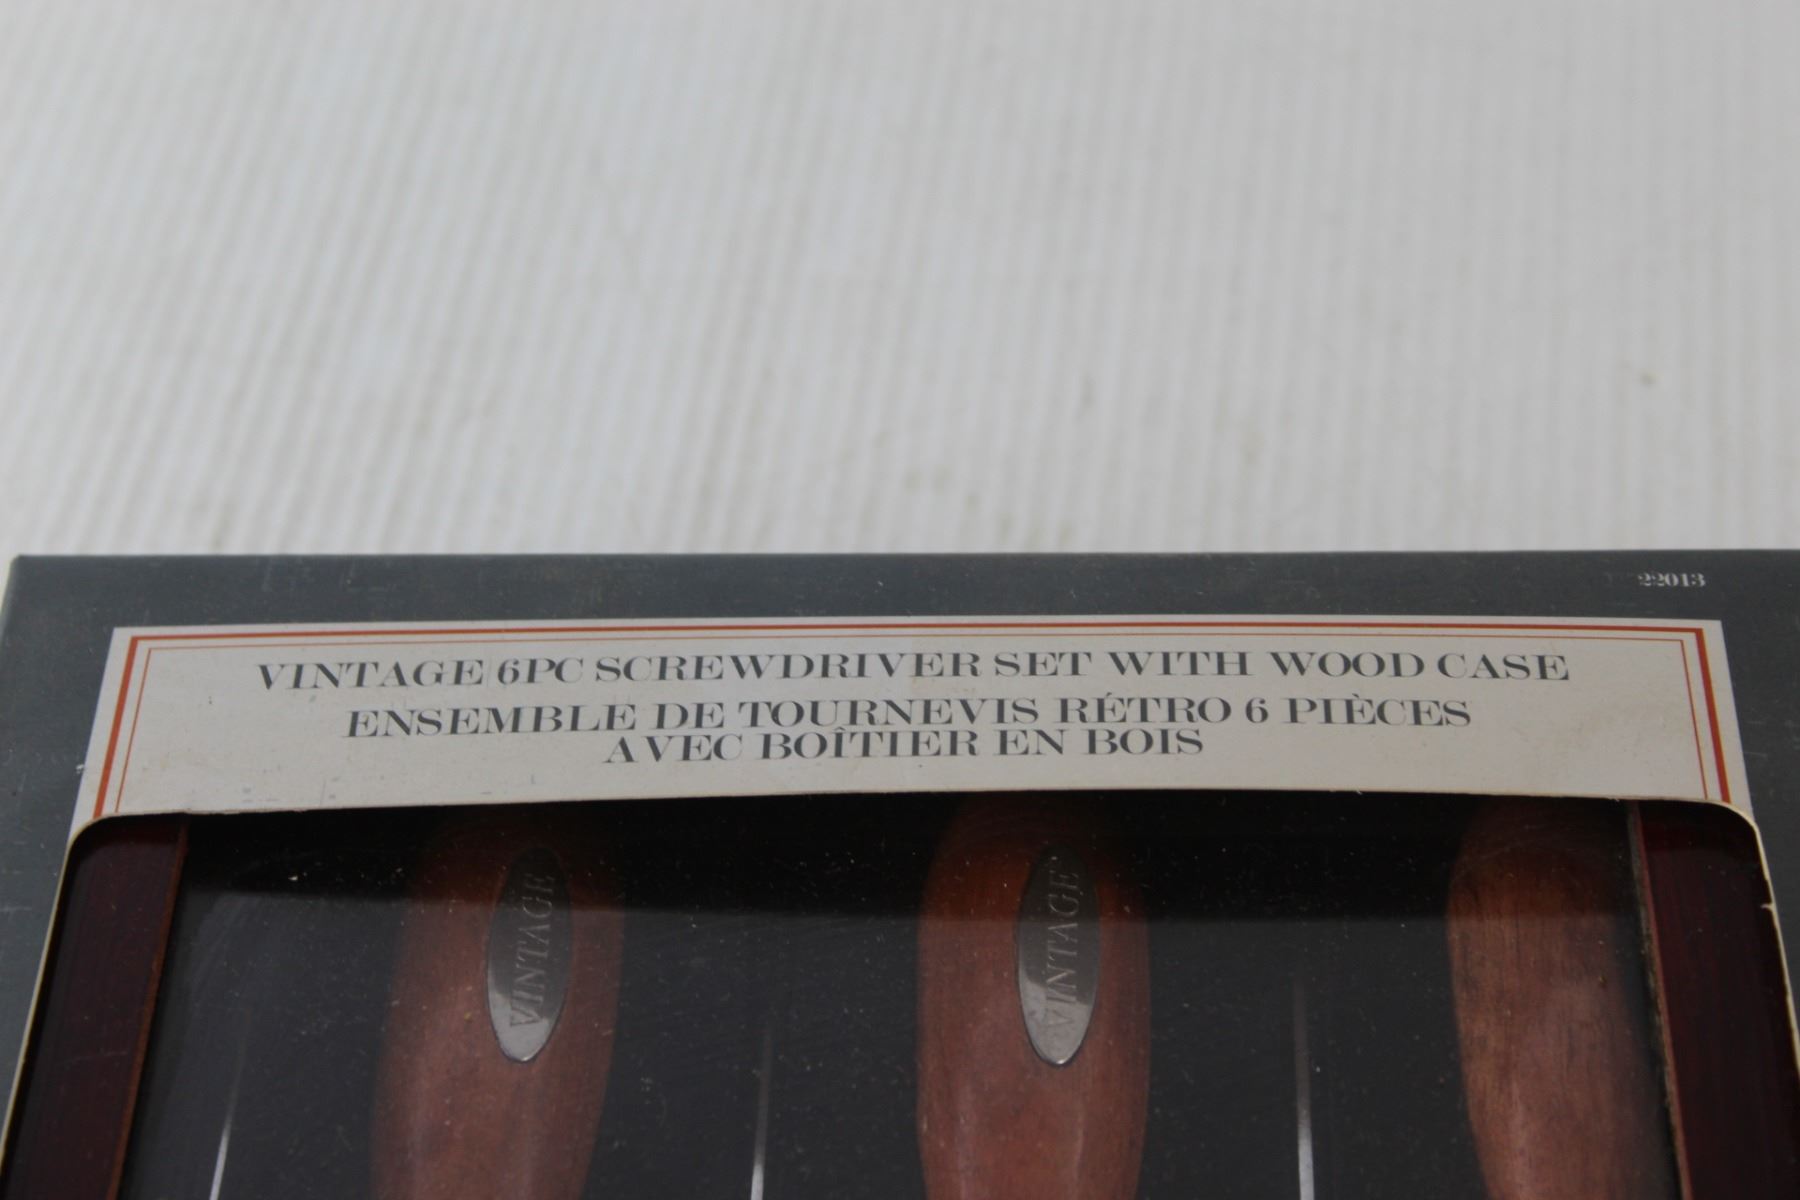 22013
VINTAGE 6PC SCREWDRIVER SET WITH WOOD CASE
ENSEMBLE DE TOURNEVIS RÉTRO 6 PIÈCES
AVEC BOÎTIER EN BOIS
VINTAGE
VINTAGE